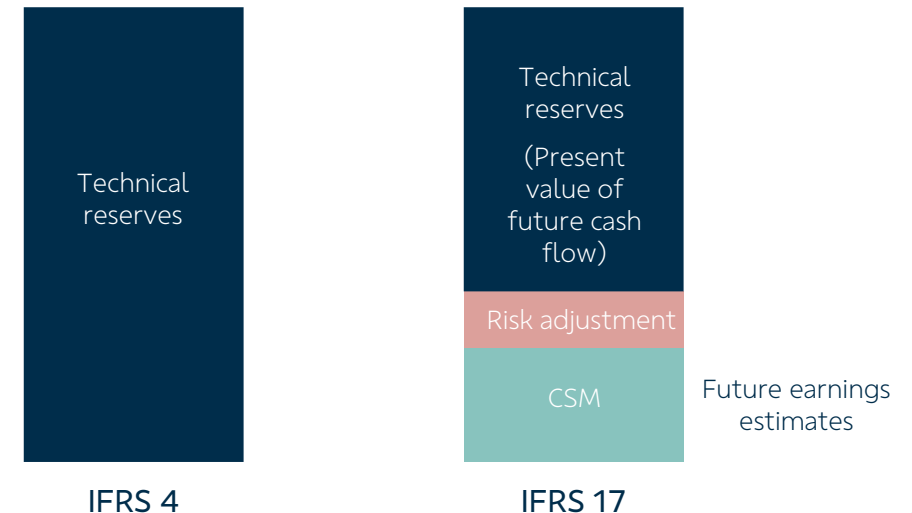 Technical
reserves
IFRS 4
Technical
reserves
(Present
value of
future cash
flow)
Risk adjustment
CSM
Future earnings
estimates
IFRS 17